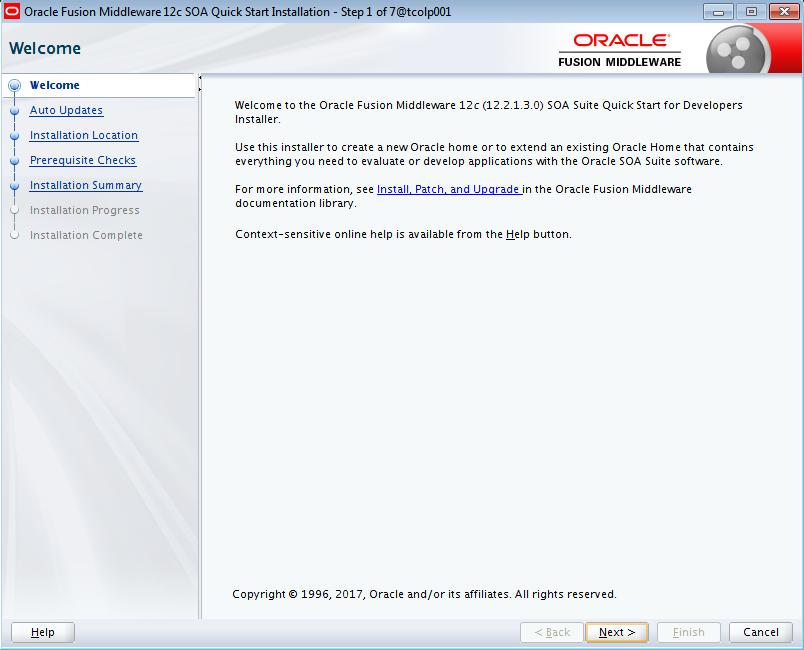 Oracle Fusion Middleware 12c SOA Quick Start Installation - Step 1 of 7@tcolp001
Welcome
ORACLE®
FUSION MIDDLEWARE
Welcome
Auto Updates
Installation Location
Prerequisite Checks
Installation Summary
Installation Progress
Installation Complete
Welcome to the Oracle Fusion Middleware 12c (12.2.1.3.0) SOA Suite Quick Start for Developers
Installer.
Use this installer to create a new Oracle home or to extend an existing Oracle Home that contains
everything you need to evaluate or develop applications with the Oracle SOA Suite software.
For more information, see Install, Patch, and Upgrade in the Oracle Fusion Middleware
documentation library.
Context-sensitive online help is available from the Help button.
Copyright © 1996, 2017, Oracle and/or its affiliates. All rights reserved.
Help
< Back
Next >
Finish
Cancel